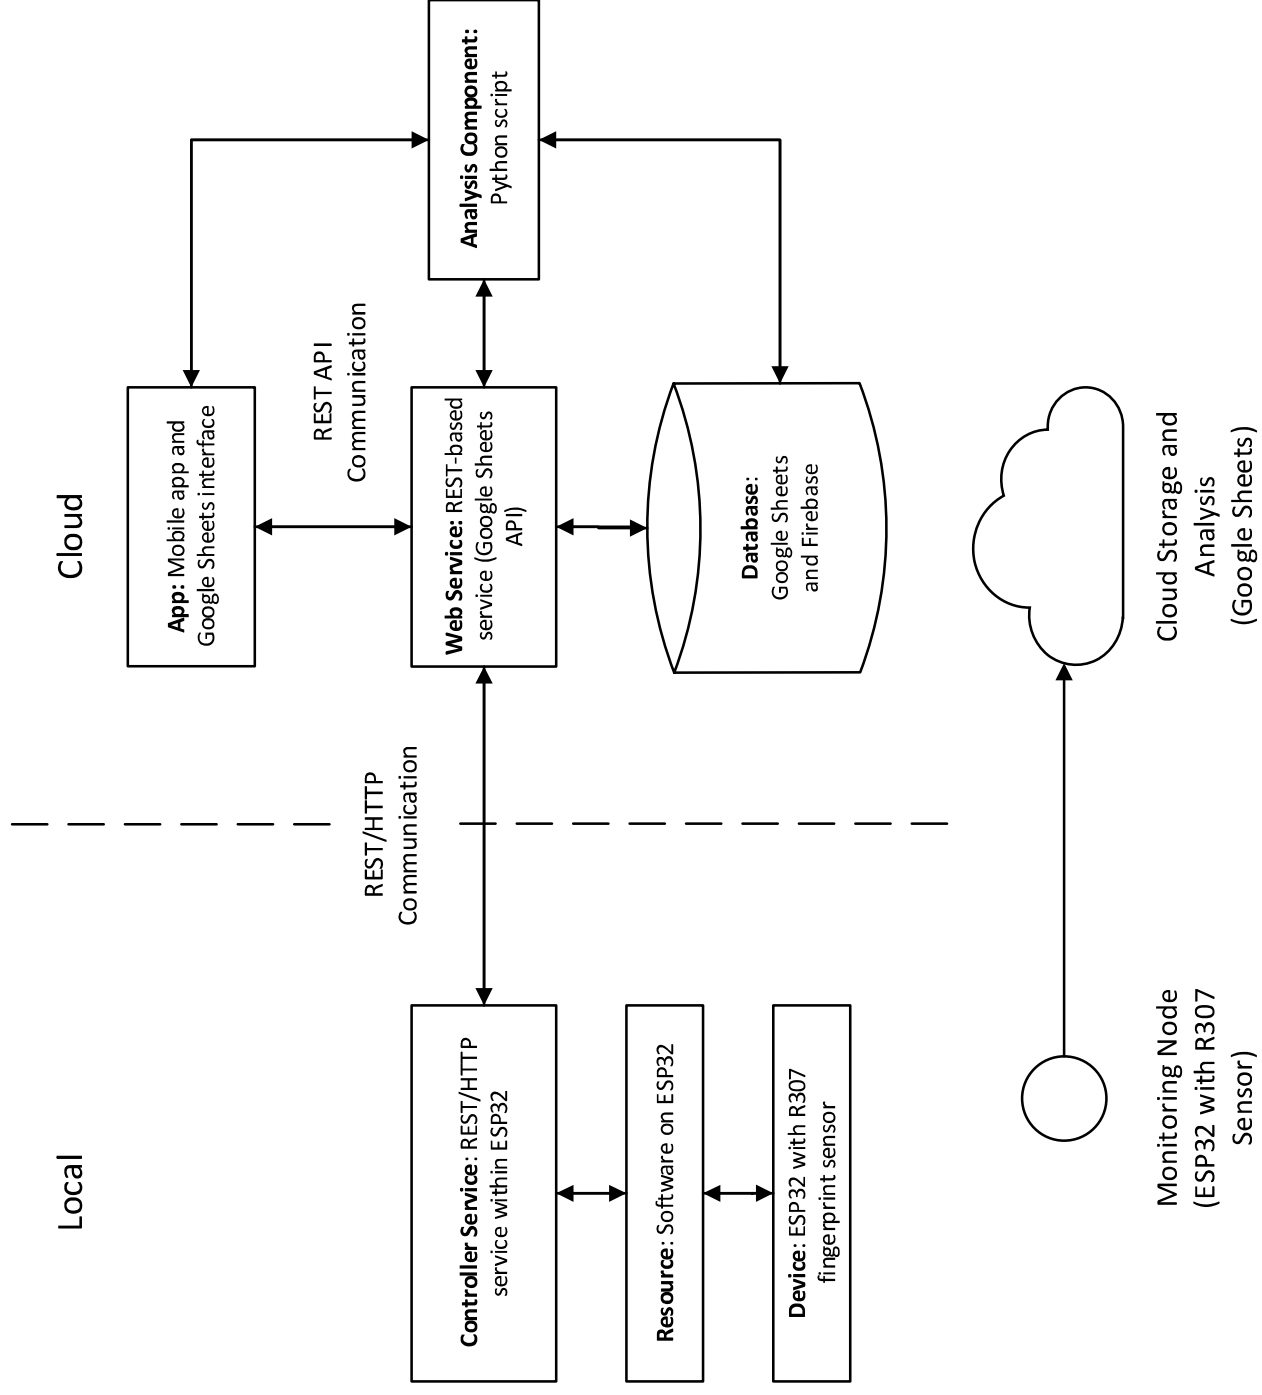 Local
Cloud
App: Mobile app and
Google Sheets interface
REST API
Communication
REST/HTTP
Communication
Controller Service: REST/HTTP
service within ESP32
Web Service: REST-based
service (Google Sheets
API)
Analysis Component:
Python script
Resource: Software on ESP32
Device: ESP32 with R307
fingerprint sensor
Database:
Google Sheets
and Firebase
Monitoring Node
(ESP32 with R307
Sensor)
Cloud Storage and
Analysis
(Google Sheets)